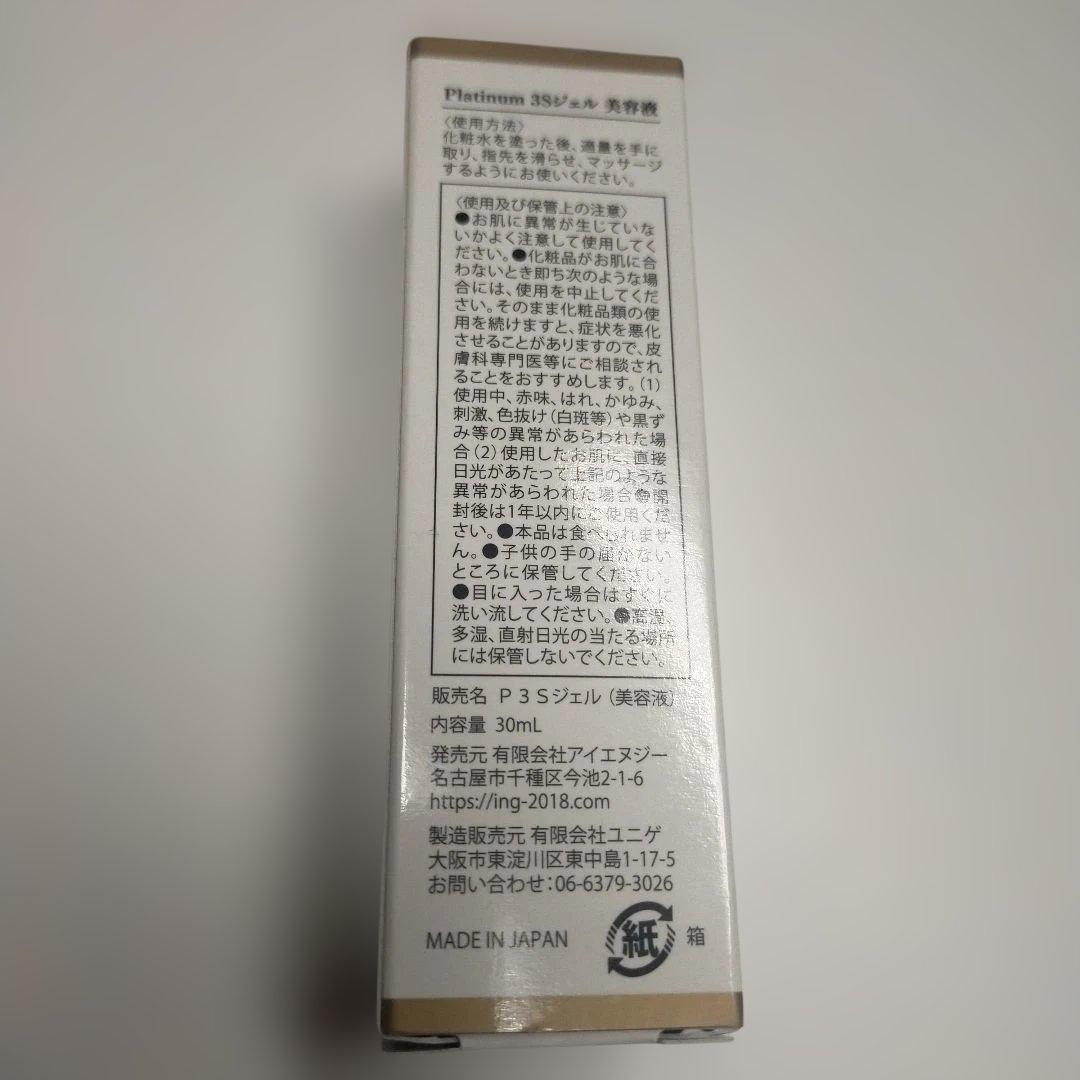 Platinum 3Sジェル 美容液
〈使用方法〉
化粧水を塗った後、適量を手に
取り、指先を滑らせ、マッサージ
するようにお使いください。
〈使用及び保管上の注意〉
●お肌に異常が生じていな
いかよく注意して使用してく
ださい。●化粧品がお肌に合
わないとき即ち次のような場
合には、使用を中止してくだ
さい。そのまま化粧品類の使
用を続けますと、症状を悪化
させることがありますので、皮
膚科専門医等にご相談され
ることをおすすめします。(1)
使用中、赤味、はれ、かゆみ、
刺激、色抜け(白斑等)や黒ず
み等の異常があらわれた場
合(2)使用したお肌に、直接
日光があたって上記のような
異常があらわれた場合●開
封後は1年以内にご使用くだ
さい。●本品は食べられませ
ん。●子供の手の届かない
ところに保管してください。
●目に入った場合はすぐに
洗い流してください。●高温、
多湿、直射日光の当たる場所
には保管しないでください。
販売名 P3Sジェル(美容液)
内容量 30mL
発売元 有限会社アイエヌジー
名古屋市千種区今池2-1-6
https://ing-2018.com
製造販売元 有限会社ユニゲ
大阪市東淀川区東中島1-17-5
お問い合わせ:06-6379-3026
MADE IN JAPAN 紙 箱